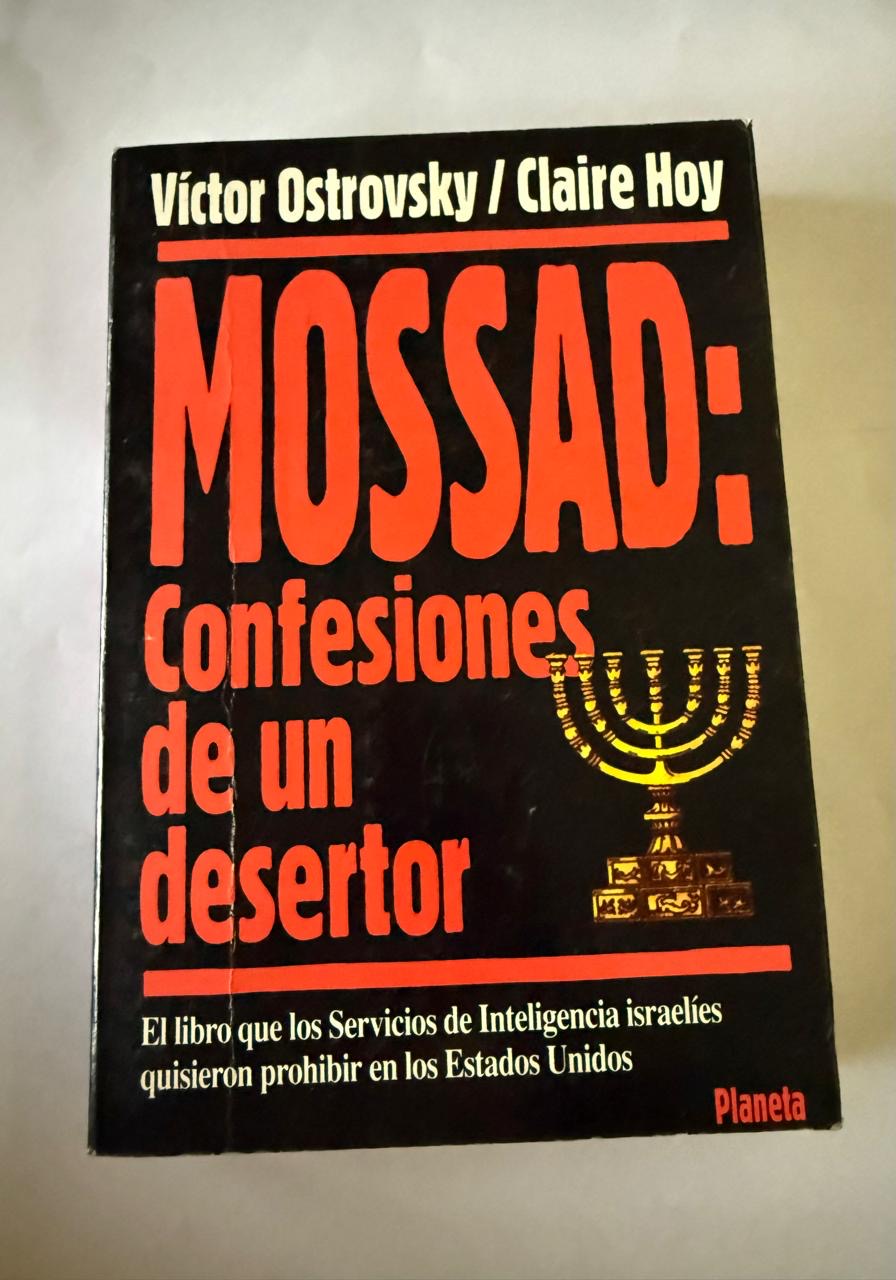 Víctor Ostrovsky / Claire Hoy
MOSSAD:
Confesiones
de un
desertor
El libro que los Servicios de Inteligencia israelíes
quisieron prohibir en los Estados Unidos
Planeta